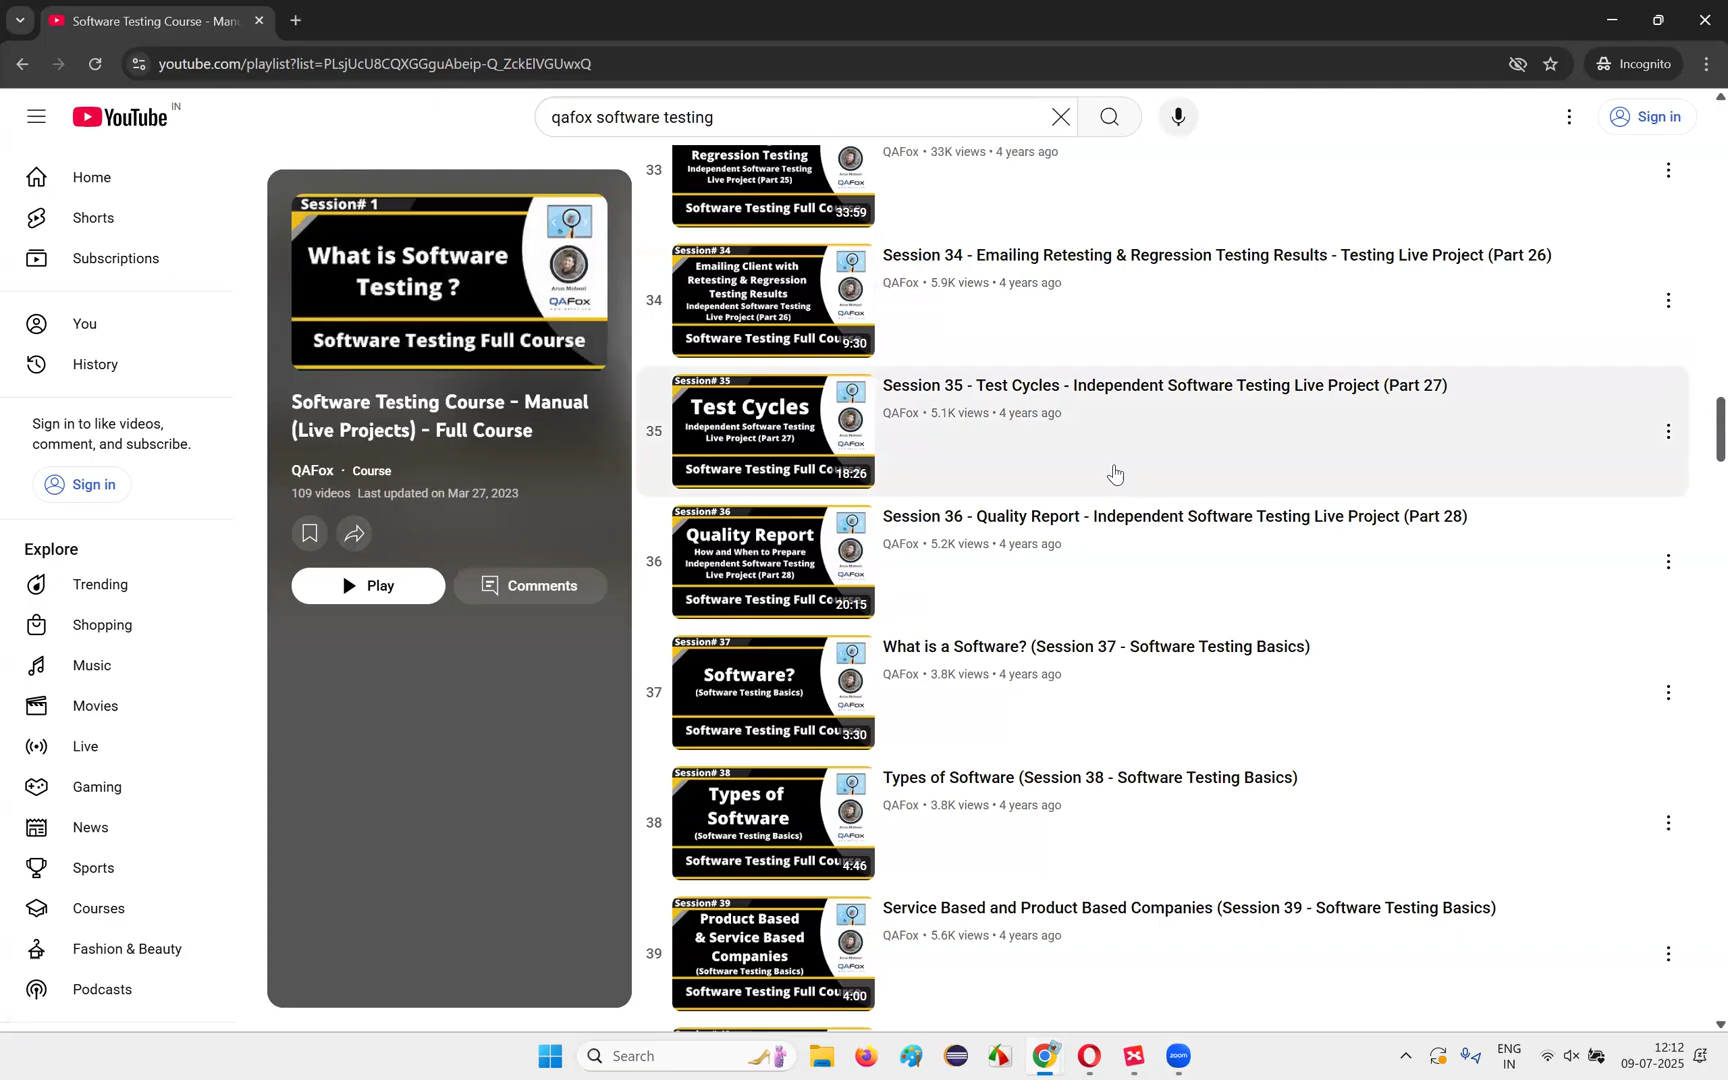 Software Testing Course - Man
youtube.com/playlist?list=PLsjUcU8CQXGGguAbeip-Q_ZckElVGUwxQ
Incognito
YouTube
IN
qafox software testing
Sign in
Home
Shorts
Subscriptions
You
History
Sign in to like videos,
comment, and subscribe.
Sign in
Explore
Trending
Shopping
Music
Movies
Live
Gaming
News
Sports
Courses
Fashion & Beauty
Podcasts
Session# 1
What is Software
Testing ?
Arun Motoori
QAFox
Software Testing Full Course
Software Testing Course - Manual
(Live Projects) - Full Course
QAFox · Course
109 videos Last updated on Mar 27, 2023
Play
Comments
33
Regression Testing
Independent Software Testing
Live Project (Part 25)
QAFox
Software Testing Full Cou
33:59
QAFox • 33K views • 4 years ago
34
Session# 34
Emailing Client with
Retesting & Regression
Testing Results
Independent Software Testing
Live Project (Part 26)
QAFox
Software Testing Full Cou
9:30
Session 34 - Emailing Retesting & Regression Testing Results - Testing Live Project (Part 26)
QAFox • 5.9K views • 4 years ago
35
Session# 35
Test Cycles
Independent Software Testing
Live Project (Part 27)
QAFox
Software Testing Full Cou
18:26
Session 35 - Test Cycles - Independent Software Testing Live Project (Part 27)
QAFox • 5.1K views • 4 years ago
36
Session# 36
Quality Report
How and When to Prepare
Independent Software Testing
Live Project (Part 28)
QAFox
Software Testing Full Cou
20:15
Session 36 - Quality Report - Independent Software Testing Live Project (Part 28)
QAFox • 5.2K views • 4 years ago
37
Session# 37
Software?
(Software Testing Basics)
QAFox
Software Testing Full Cou
3:30
What is a Software? (Session 37 - Software Testing Basics)
QAFox • 3.8K views • 4 years ago
38
Session# 38
Types of
Software
(Software Testing Basics)
QAFox
Software Testing Full Cou
4:46
Types of Software (Session 38 - Software Testing Basics)
QAFox • 3.8K views • 4 years ago
39
Session# 39
Product Based
& Service Based
Companies
(Software Testing Basics)
QAFox
Software Testing Full Cou
4:00
Service Based and Product Based Companies (Session 39 - Software Testing Basics)
QAFox • 5.6K views • 4 years ago
Search
zoom
ENG
IN
12:12
09-07-2025